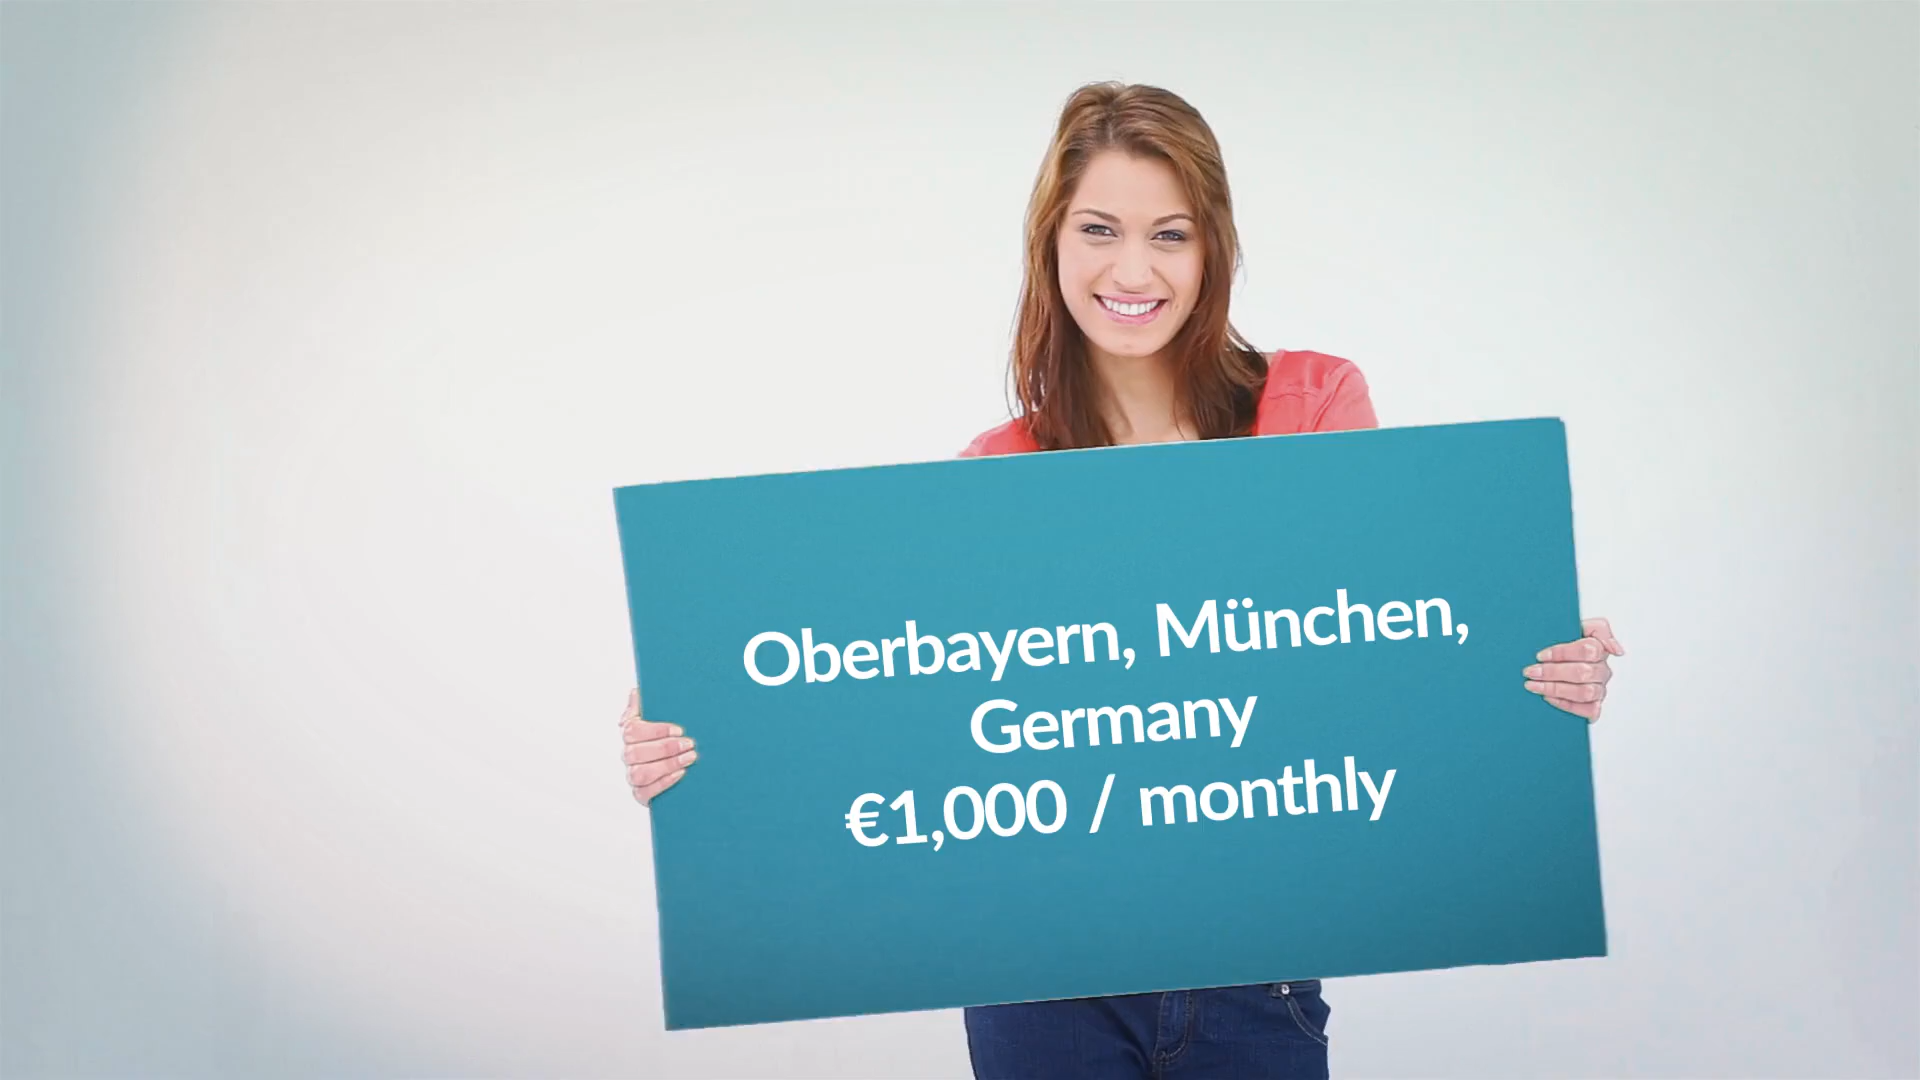 Oberbayern, München,
Germany
€1,000 / monthly